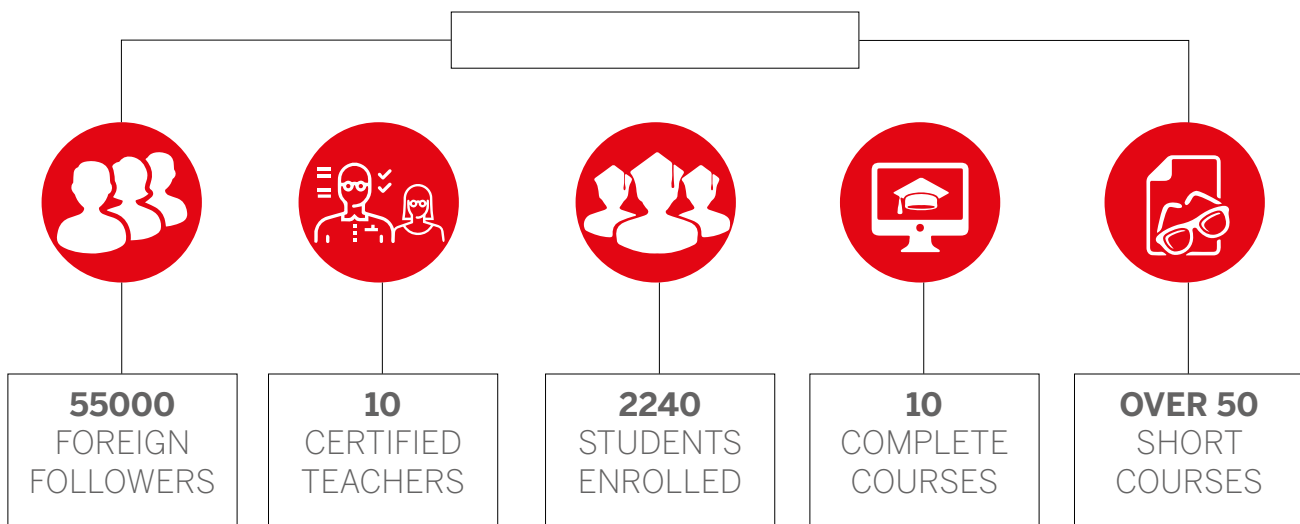 55000
FOREIGN
FOLLOWERS
10
CERTIFIED
TEACHERS
2240
STUDENTS
ENROLLED
10
COMPLETE
COURSES
OVER 50
SHORT
COURSES